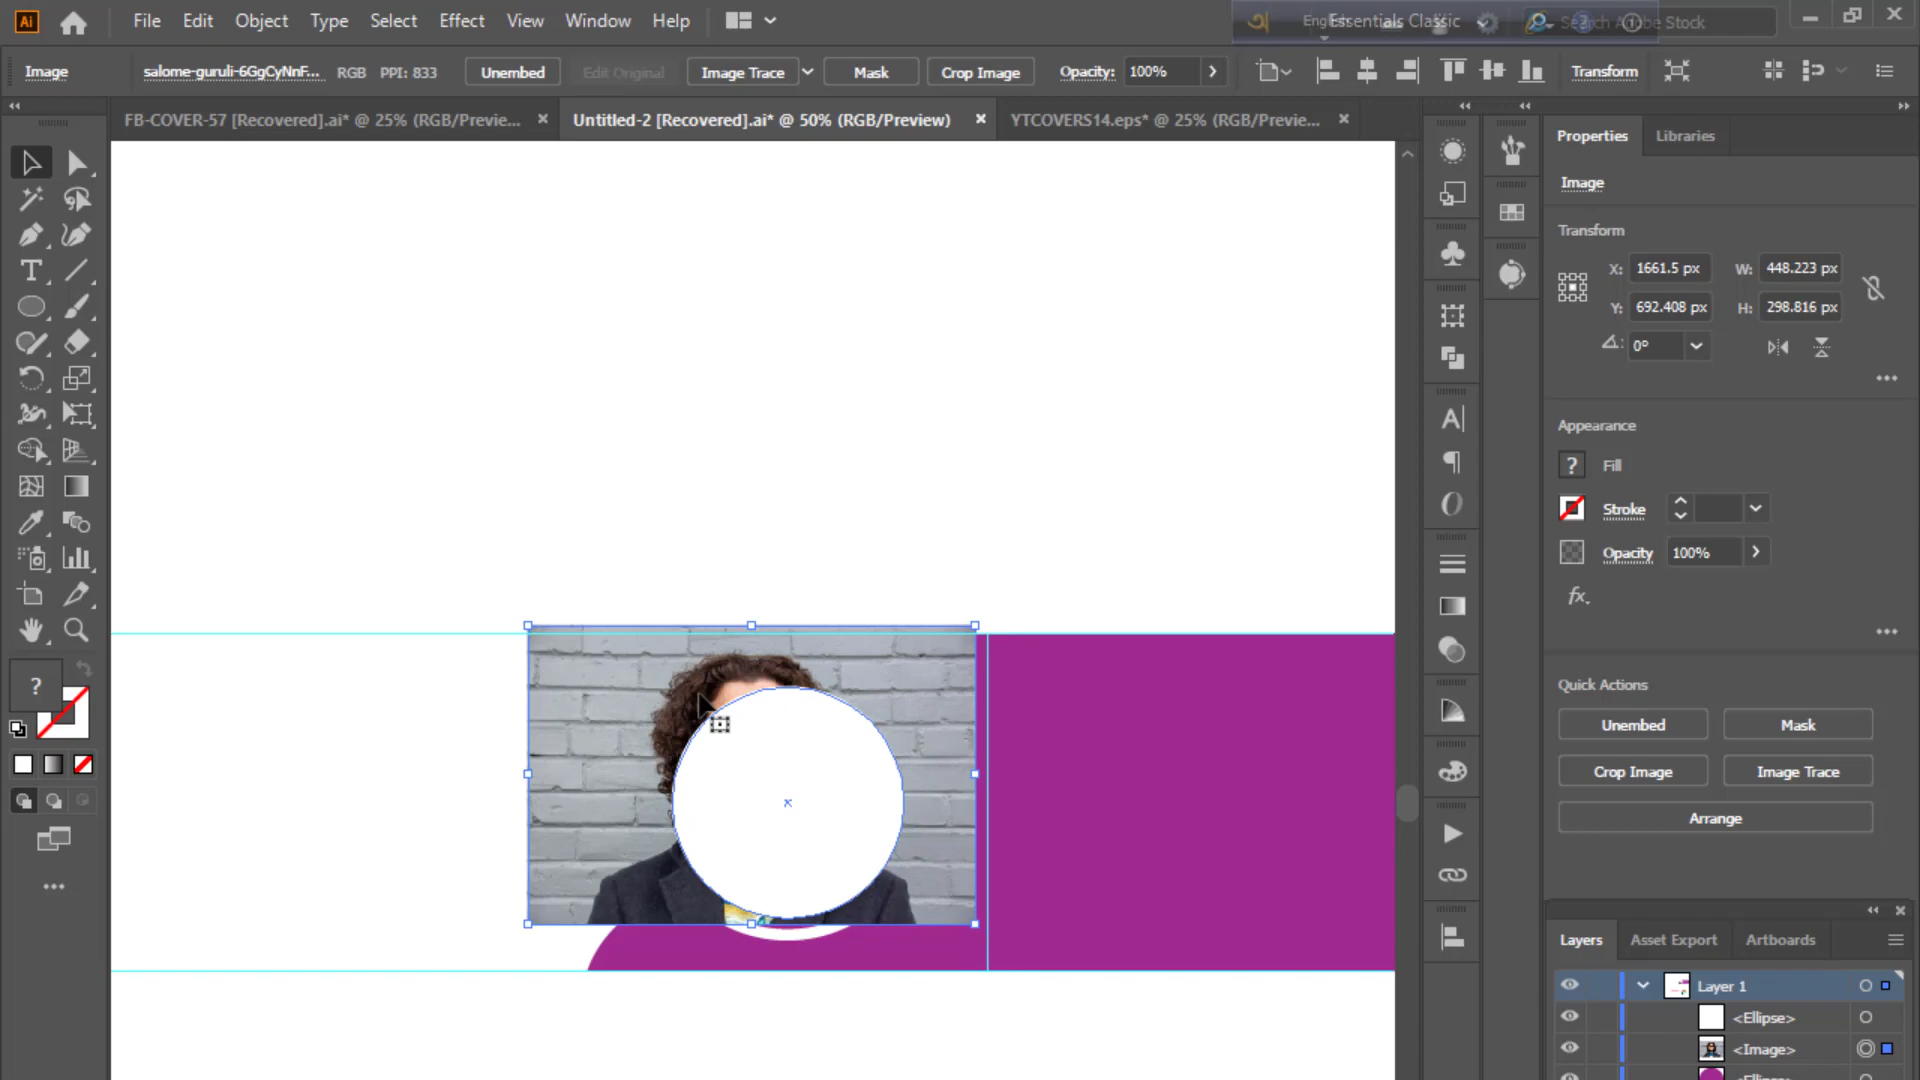 Ai File Edit Object Type Select Effect View Window Help Essentials Classic Search Adobe Stock
Image salome-guruli-6GgCyNnF... RGB PPI: 833 Unembed Edit Original Image Trace Mask Crop Image Opacity: 100% Transform
FB-COVER-57 [Recovered].ai* @ 25% (RGB/Previe... × Untitled-2 [Recovered].ai* @ 50% (RGB/Preview) × YTCOVERS14.eps* @ 25% (RGB/Previe... ×
Properties Libraries
Image
Transform
X: 1661.5 px W: 448.223 px
Y: 692.408 px H: 298.816 px
0°
Appearance
? Fill
Stroke
Opacity 100%
fx.
Quick Actions
Unembed Mask
Crop Image Image Trace
Arrange
Layers Asset Export Artboards
Layer 1
<Ellipse>
<Image>